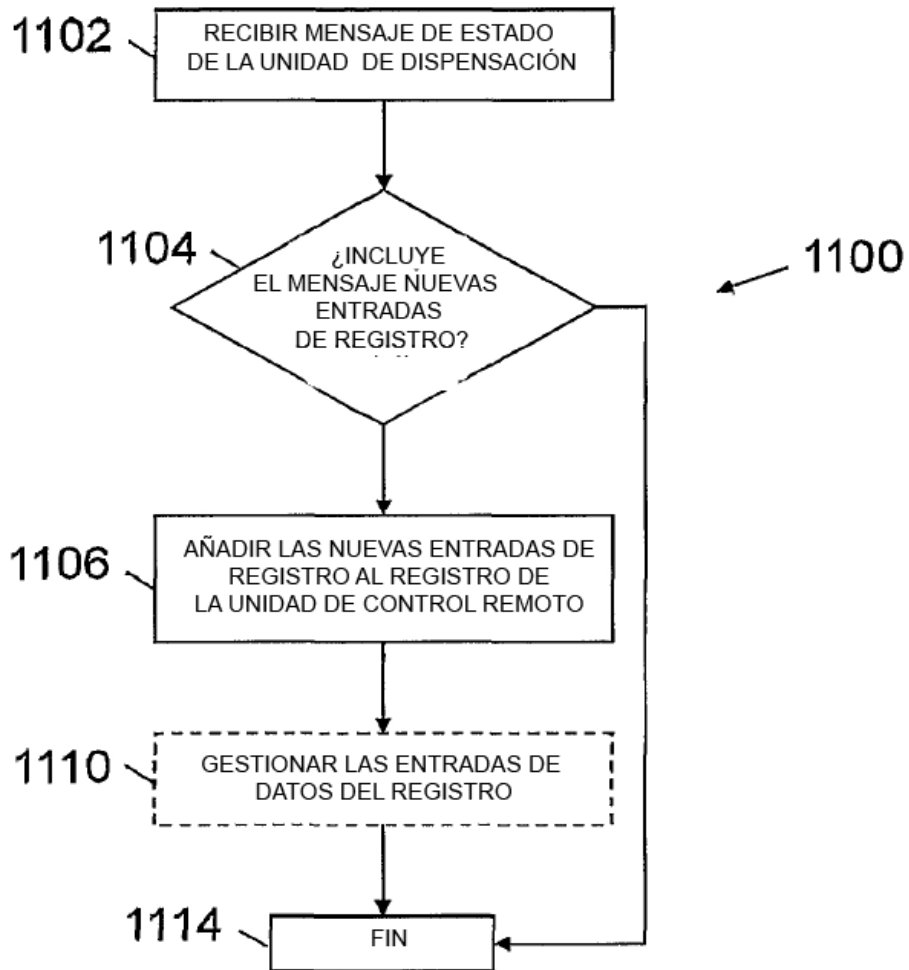 1102
RECIBIR MENSAJE DE ESTADO
DE LA UNIDAD DE DISPENSACIÓN
1104
¿INCLUYE
EL MENSAJE NUEVAS
ENTRADAS
DE REGISTRO?
1100
1106
AÑADIR LAS NUEVAS ENTRADAS DE
REGISTRO AL REGISTRO DE
LA UNIDAD DE CONTROL REMOTO
1110
GESTIONAR LAS ENTRADAS DE
DATOS DEL REGISTRO
1114
FIN